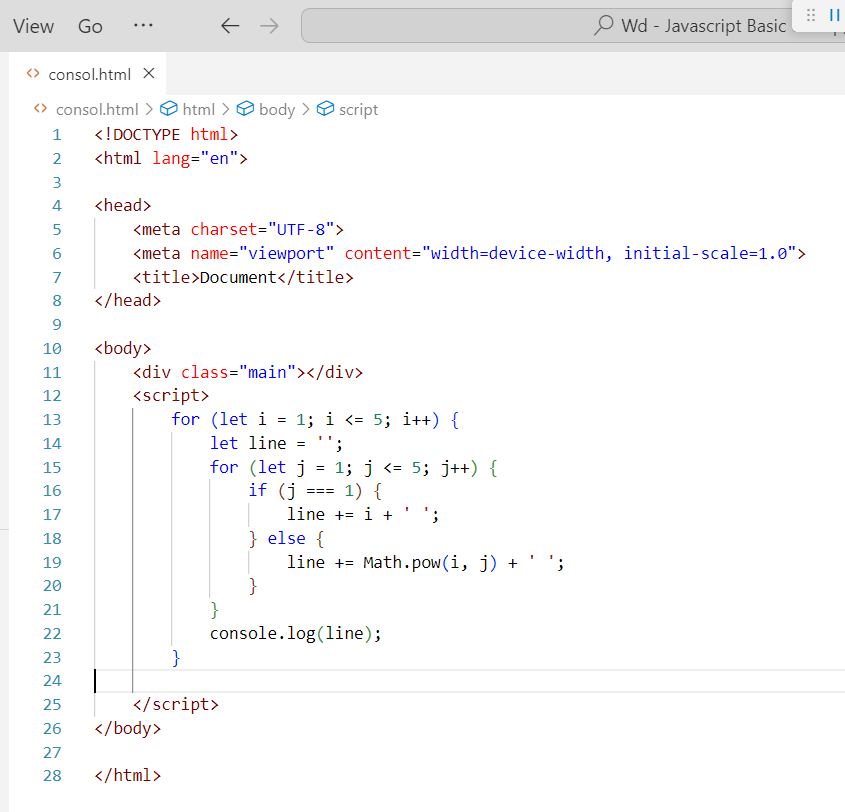 View Go ··· ← → Wd - Javascript Basic
consol.html ×
consol.html > html > body > script
1 <!DOCTYPE html>
2 <html lang="en">
3
4 <head>
5     <meta charset="UTF-8">
6     <meta name="viewport" content="width=device-width, initial-scale=1.0">
7     <title>Document</title>
8 </head>
9
10 <body>
11     <div class="main"></div>
12     <script>
13         for (let i = 1; i <= 5; i++) {
14             let line = '';
15             for (let j = 1; j <= 5; j++) {
16                 if (j === 1) {
17                     line += i + ' ';
18                 } else {
19                     line += Math.pow(i, j) + ' ';
20                 }
21             }
22             console.log(line);
23         }
24
25     </script>
26 </body>
27
28 </html>